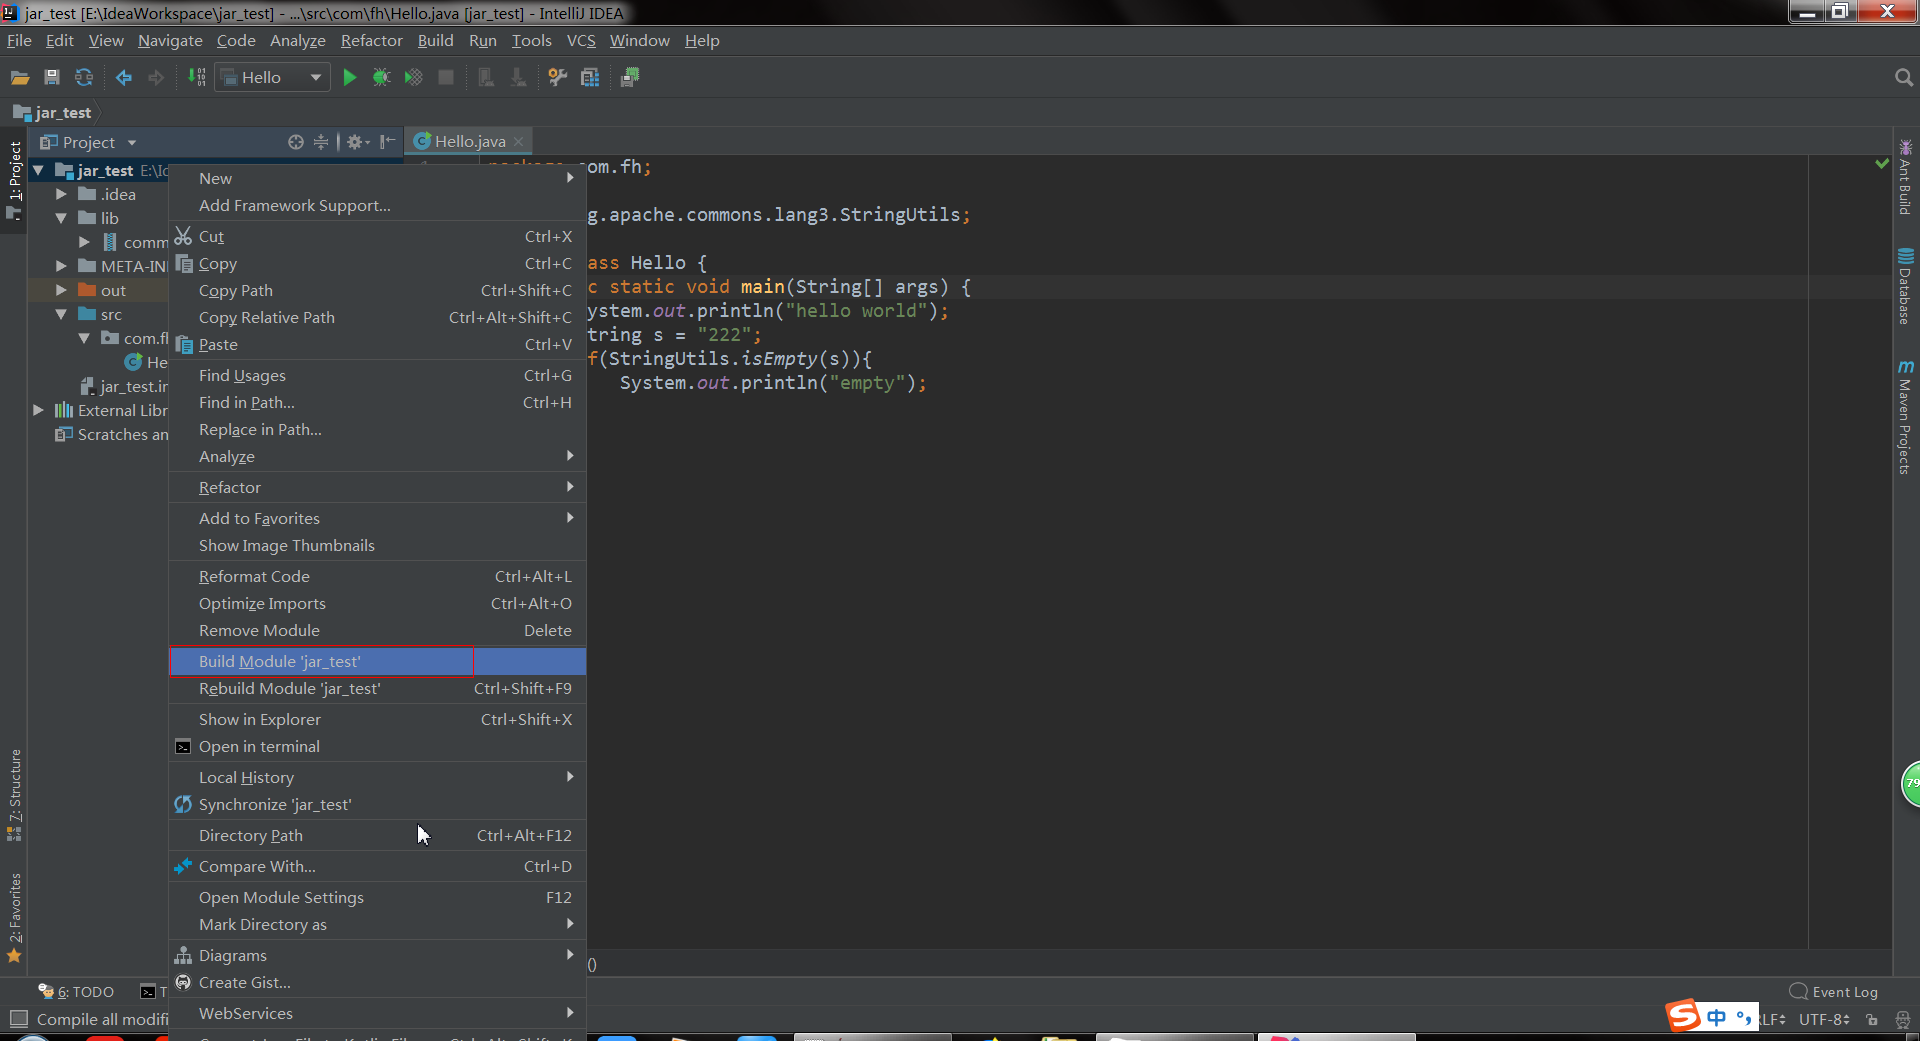 jar_test [E:\IdeaWorkspace\jar_test] - ...\src\com\fh\Hello.java [jar_test] - IntelliJ IDEA
File Edit View Navigate Code Analyze Refactor Build Run Tools VCS Window Help
Hello
jar_test
Project
Hello.java
1: Project
7: Structure
2: Favorites
jar_test E:\Id
.idea
lib
comm
META-IN
out
src
com.f
He
jar_test.i
External Libr
Scratches an
New
Add Framework Support...
Cut Ctrl+X
Copy Ctrl+C
Copy Path Ctrl+Shift+C
Copy Relative Path Ctrl+Alt+Shift+C
Paste Ctrl+V
Find Usages Ctrl+G
Find in Path... Ctrl+H
Replace in Path...
Analyze
Refactor
Add to Favorites
Show Image Thumbnails
Reformat Code Ctrl+Alt+L
Optimize Imports Ctrl+Alt+O
Remove Module Delete
Build Module 'jar_test'
Rebuild Module 'jar_test' Ctrl+Shift+F9
Show in Explorer Ctrl+Shift+X
Open in terminal
Local History
Synchronize 'jar_test'
Directory Path Ctrl+Alt+F12
Compare With... Ctrl+D
Open Module Settings F12
Mark Directory as
Diagrams
Create Gist...
WebServices
om.fh;
g.apache.commons.lang3.StringUtils;
ass Hello {
c static void main(String[] args) {
ystem.out.println("hello world");
tring s = "222";
f(StringUtils.isEmpty(s)){
System.out.println("empty");
()
Ant Build
Database
Maven Projects
79
6: TODO
T
Event Log
Compile all modifi
中
RLF
UTF-8